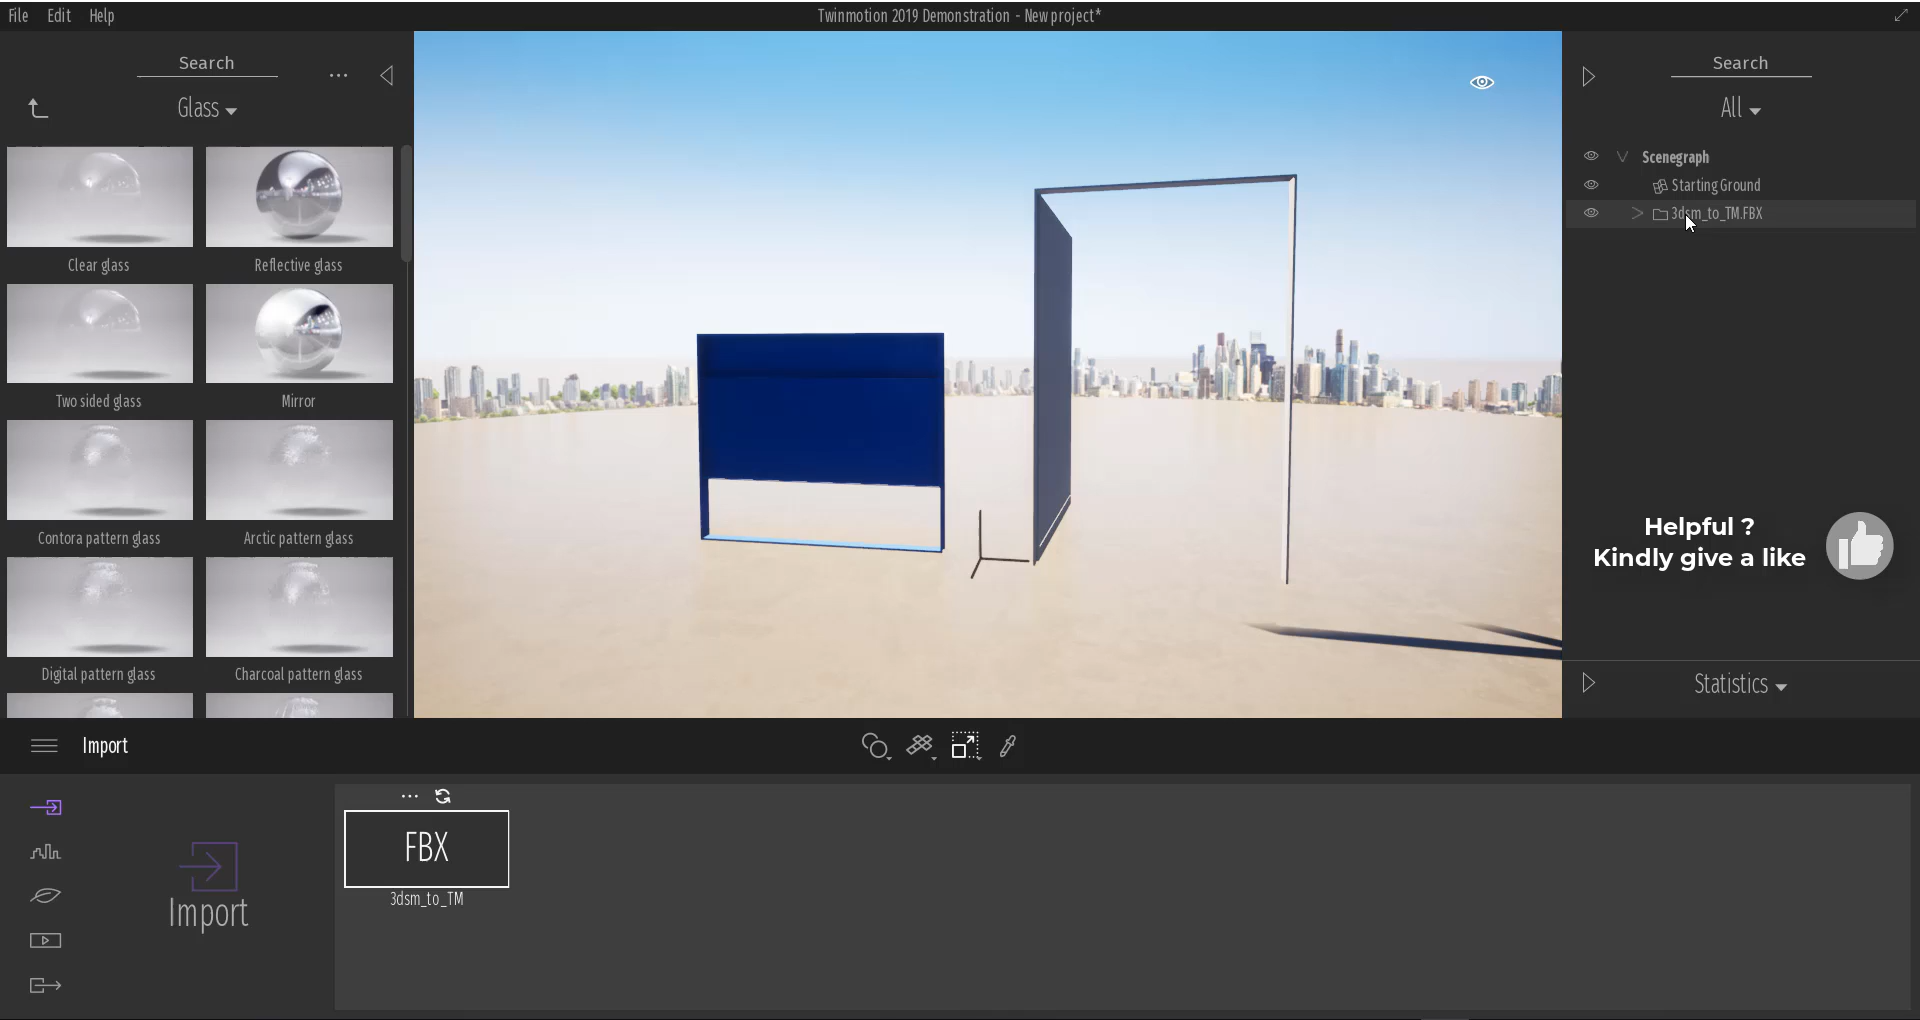 File Edit Help
Twinmotion 2019 Demonstration - New project*
Search
...
Glass
Clear glass
Reflective glass
Two sided glass
Mirror
Contora pattern glass
Arctic pattern glass
Digital pattern glass
Charcoal pattern glass
Search
All
Scenegraph
Starting Ground
3dsm_to_TM.FBX
Helpful ?
Kindly give a like
Statistics
Import
Import
...
FBX
3dsm_to_TM